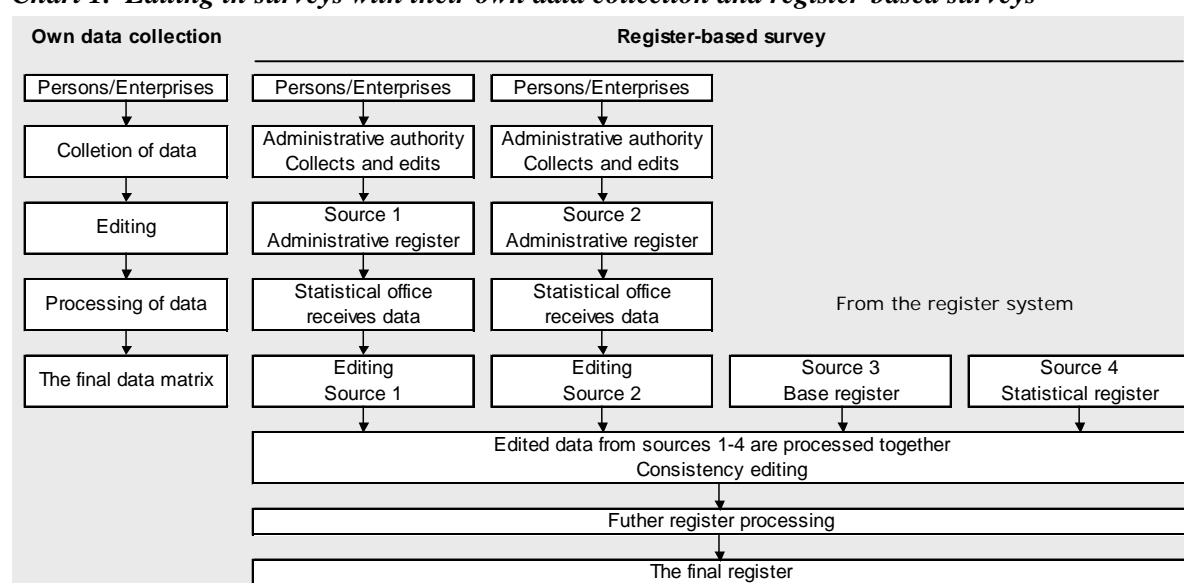 Chart 1. Editing in surveys with their own data collection and register-based surveys
Own data collection
Register-based survey
Persons/Enterprises
Colletion of data
Editing
Processing of data
The final data matrix
Persons/Enterprises
Administrative authority
Collects and edits
Source 1
Administrative register
Statistical office
receives data
Editing
Source 1
Persons/Enterprises
Administrative authority
Collects and edits
Source 2
Administrative register
Statistical office
receives data
Editing
Source 2
From the register system
Source 3
Base register
Source 4
Statistical register
Edited data from sources 1-4 are processed together
Consistency editing
Futher register processing
The final register